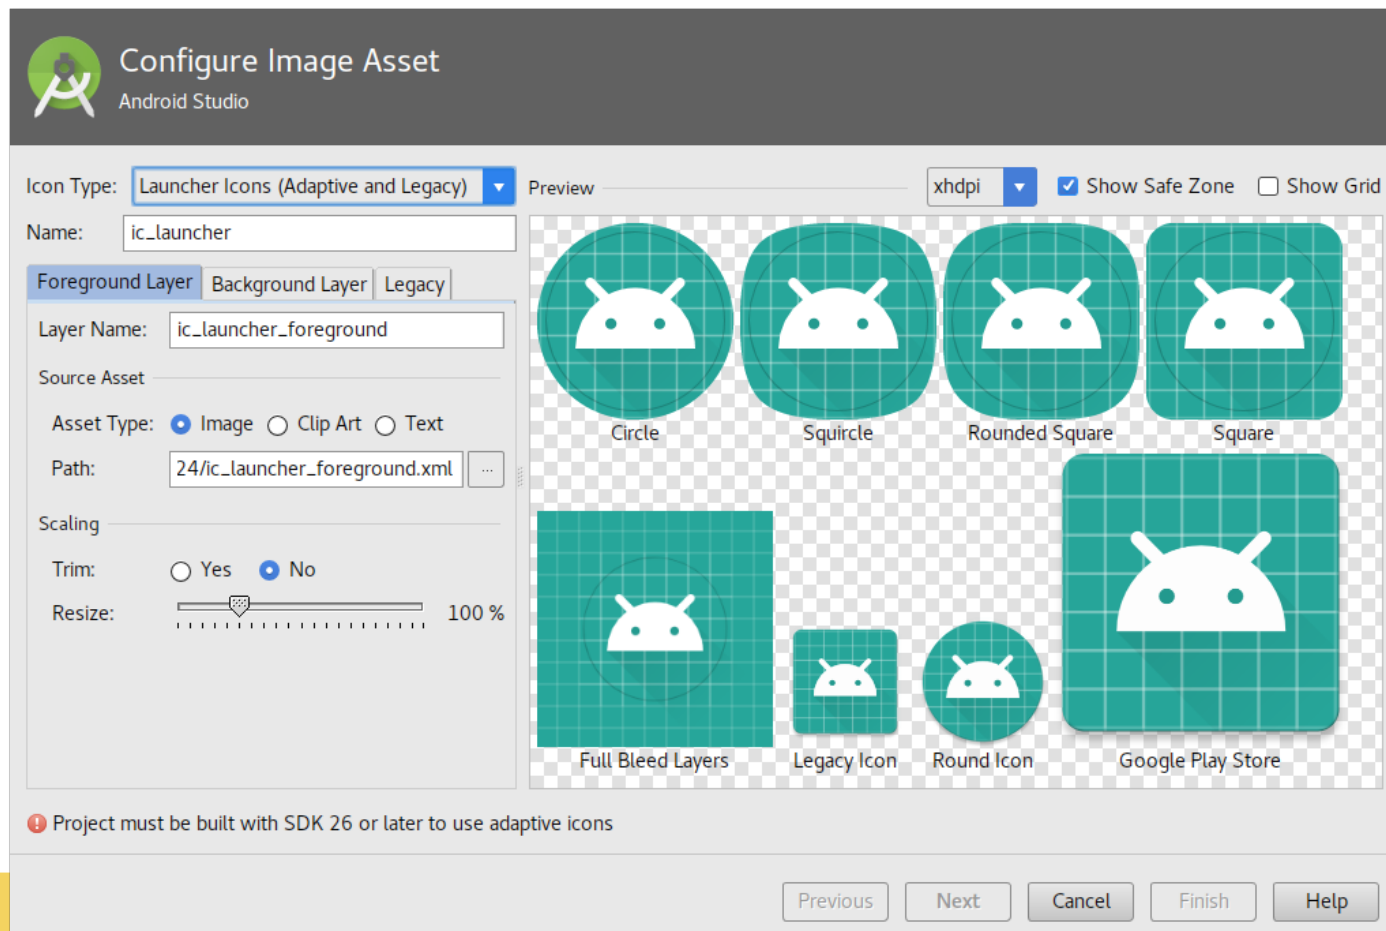 Configure Image Asset
Android Studio
Icon Type: Launcher Icons (Adaptive and Legacy)
Name: ic_launcher
Foreground Layer Background Layer Legacy
Layer Name: ic_launcher_foreground
Source Asset
Asset Type: Image Clip Art Text
Path: 24/ic_launcher_foreground.xml ...
Scaling
Trim: Yes No
Resize: 100 %
Preview xhdpi Show Safe Zone Show Grid
Circle Squircle Rounded Square Square
Full Bleed Layers Legacy Icon Round Icon Google Play Store
Project must be built with SDK 26 or later to use adaptive icons
Previous Next Cancel Finish Help